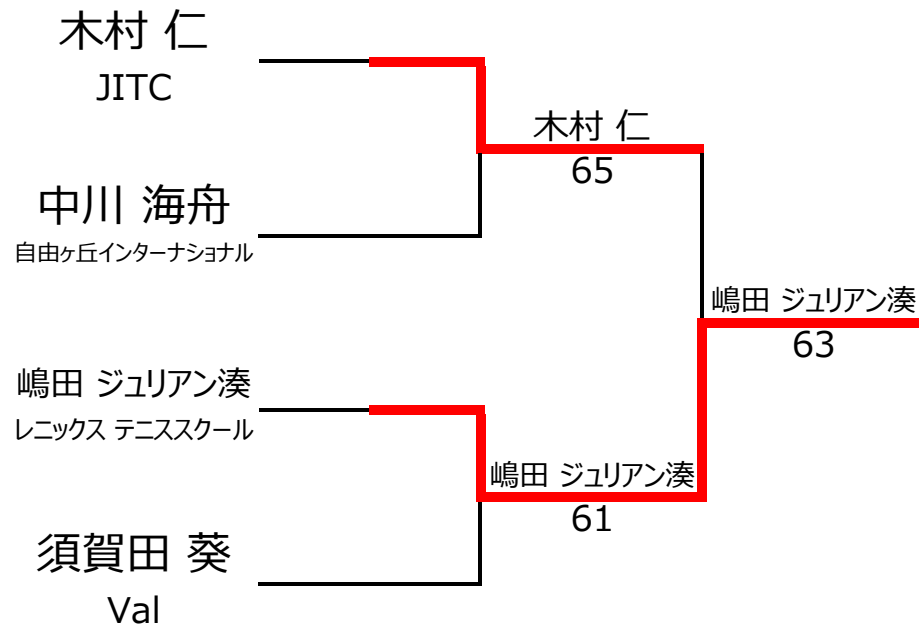 木村 仁
JITC
木村 仁
65
中川 海舟
自由ヶ丘インターナショナル
嶋田 ジュリアン湊
63
嶋田 ジュリアン湊
レニックス テニススクール
嶋田 ジュリアン湊
61
須賀田 葵
Val